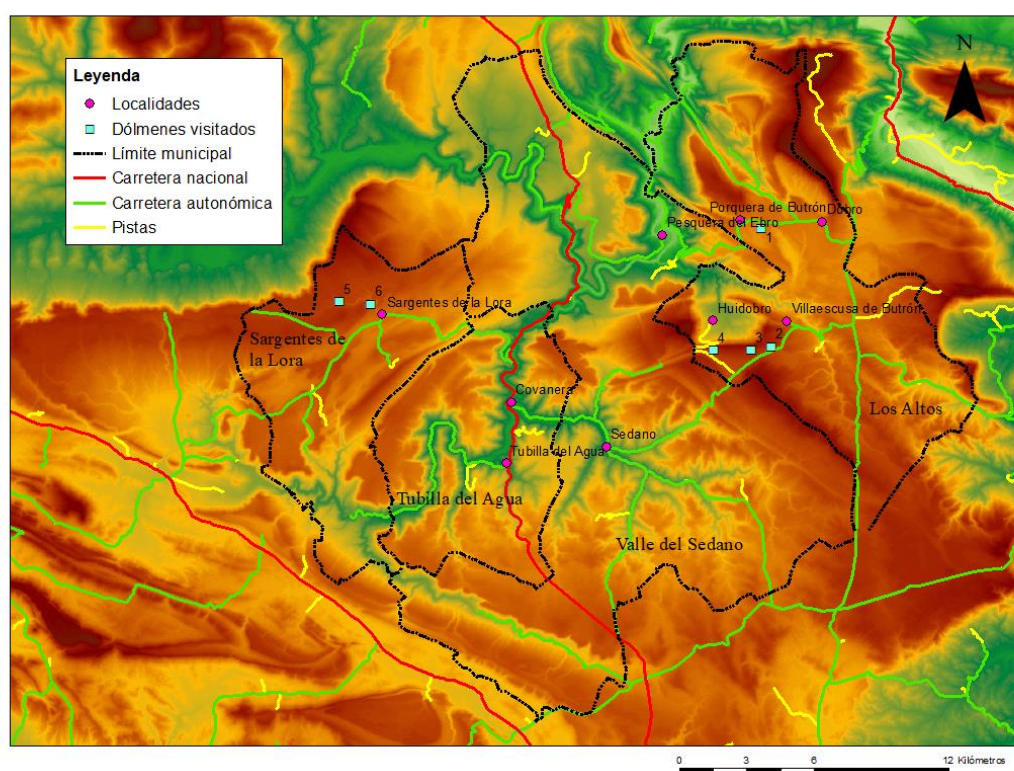 Leyenda
Localidades
Dólmenes visitados
Límite municipal
Carretera nacional
Carretera autonómica
Pistas
N
Porquera de Butrón
Dobro
Pesquera del Ebro
1
5
6
Sargentes de la Lora
Huidobro
Villaescusa de Butrón
Sargentes de
la Lora
4
3
2
Covanera
Los Altos
Sedano
Tubilla del Agua
Tubilla del Agua
Valle del Sedano
0
3
6
12 Kilómetros